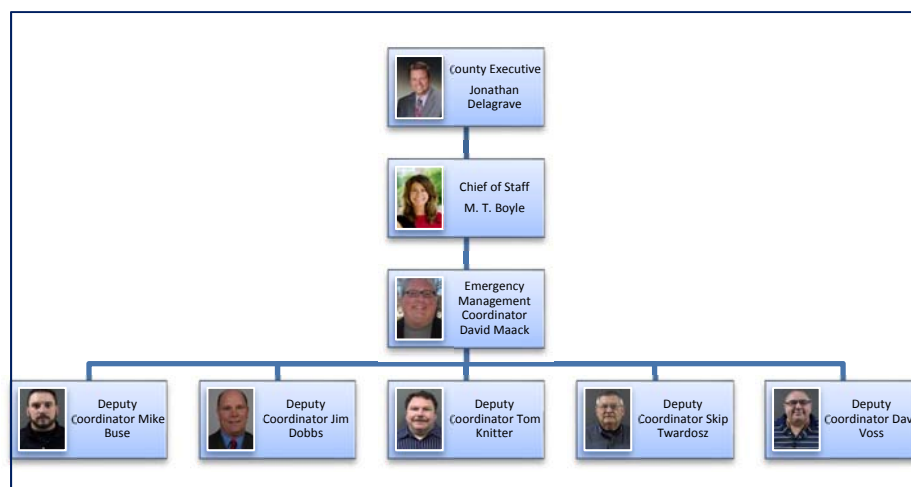 County Executive
Jonathan
Delagrave
Chief of Staff
M. T. Boyle
Emergency
Management
Coordinator
David Maack
Deputy
Coordinator Mike
Buse
Deputy
Coordinator Jim
Dobbs
Deputy
Coordinator Tom
Knitter
Deputy
Coordinator Skip
Twardosz
Deputy
Coordinator Dav
Voss